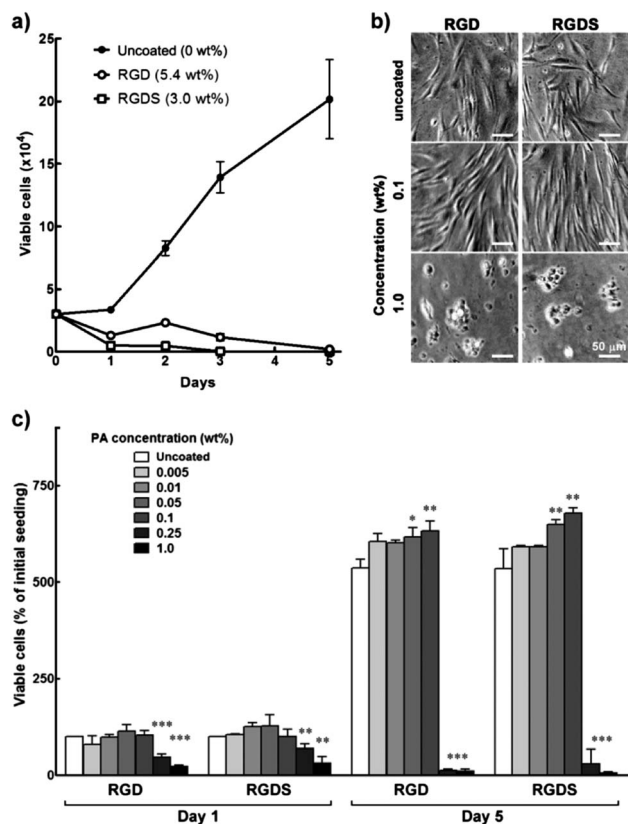 a)
25
20
15
10
5
0
Viable cells (x10⁴)
Uncoated (0 wt%)
RGD (5.4 wt%)
RGDS (3.0 wt%)
0 1 2 3 4 5
Days
b)
RGD RGDS
uncoated
0.1
1.0
Concentration (wt%)
50 μm
c)
PA concentration (wt%)
Uncoated
0.005
0.01
0.05
0.1
0.25
1.0
750
500
250
0
Viable cells (% of initial seeding)
*** *** ** ** * ** *** ** ** ***
RGD RGDS RGD RGDS
Day 1 Day 5